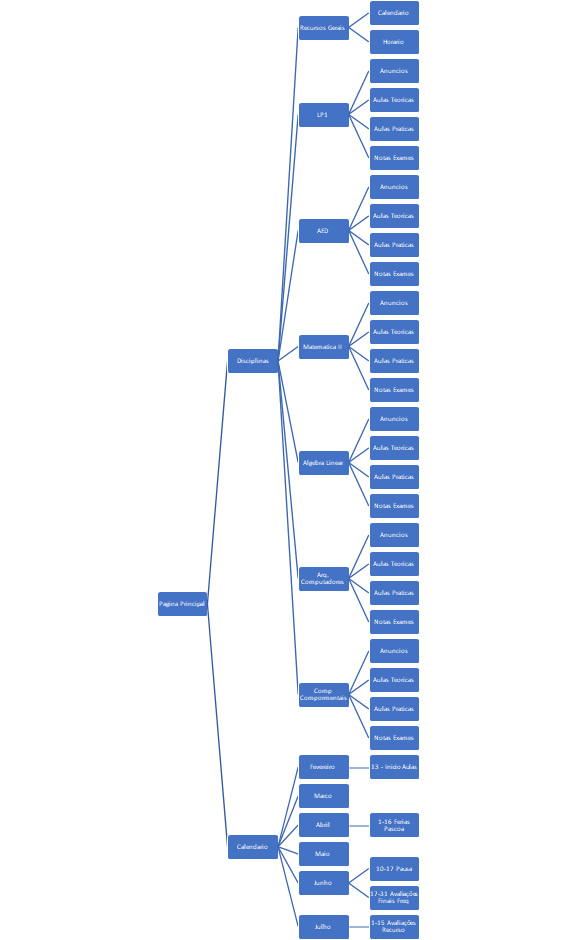 Pagina Principal
Disciplinas
Recursos Gerais
Calendario
Horario
LP1
Anuncios
Aulas Teoricas
Aulas Praticas
Notas Exames
AED
Anuncios
Aulas Teoricas
Aulas Praticas
Notas Exames
Matematica II
Anuncios
Aulas Teoricas
Aulas Praticas
Notas Exames
Algebra Linear
Anuncios
Aulas Teoricas
Aulas Praticas
Notas Exames
Arq.
Computadores
Anuncios
Aulas Teoricas
Aulas Praticas
Notas Exames
Comp
Compormentais
Anuncios
Aulas Teoricas
Aulas Praticas
Notas Exames
Calendario
Fevereiro
13 - Inicio Aulas
Marco
Abril
1-16 Ferias
Pascoa
Maio
Junho
10-17 Pausa
17-31 Avaliações
Finais Freq
Julho
1-15 Avaliações
Recurso